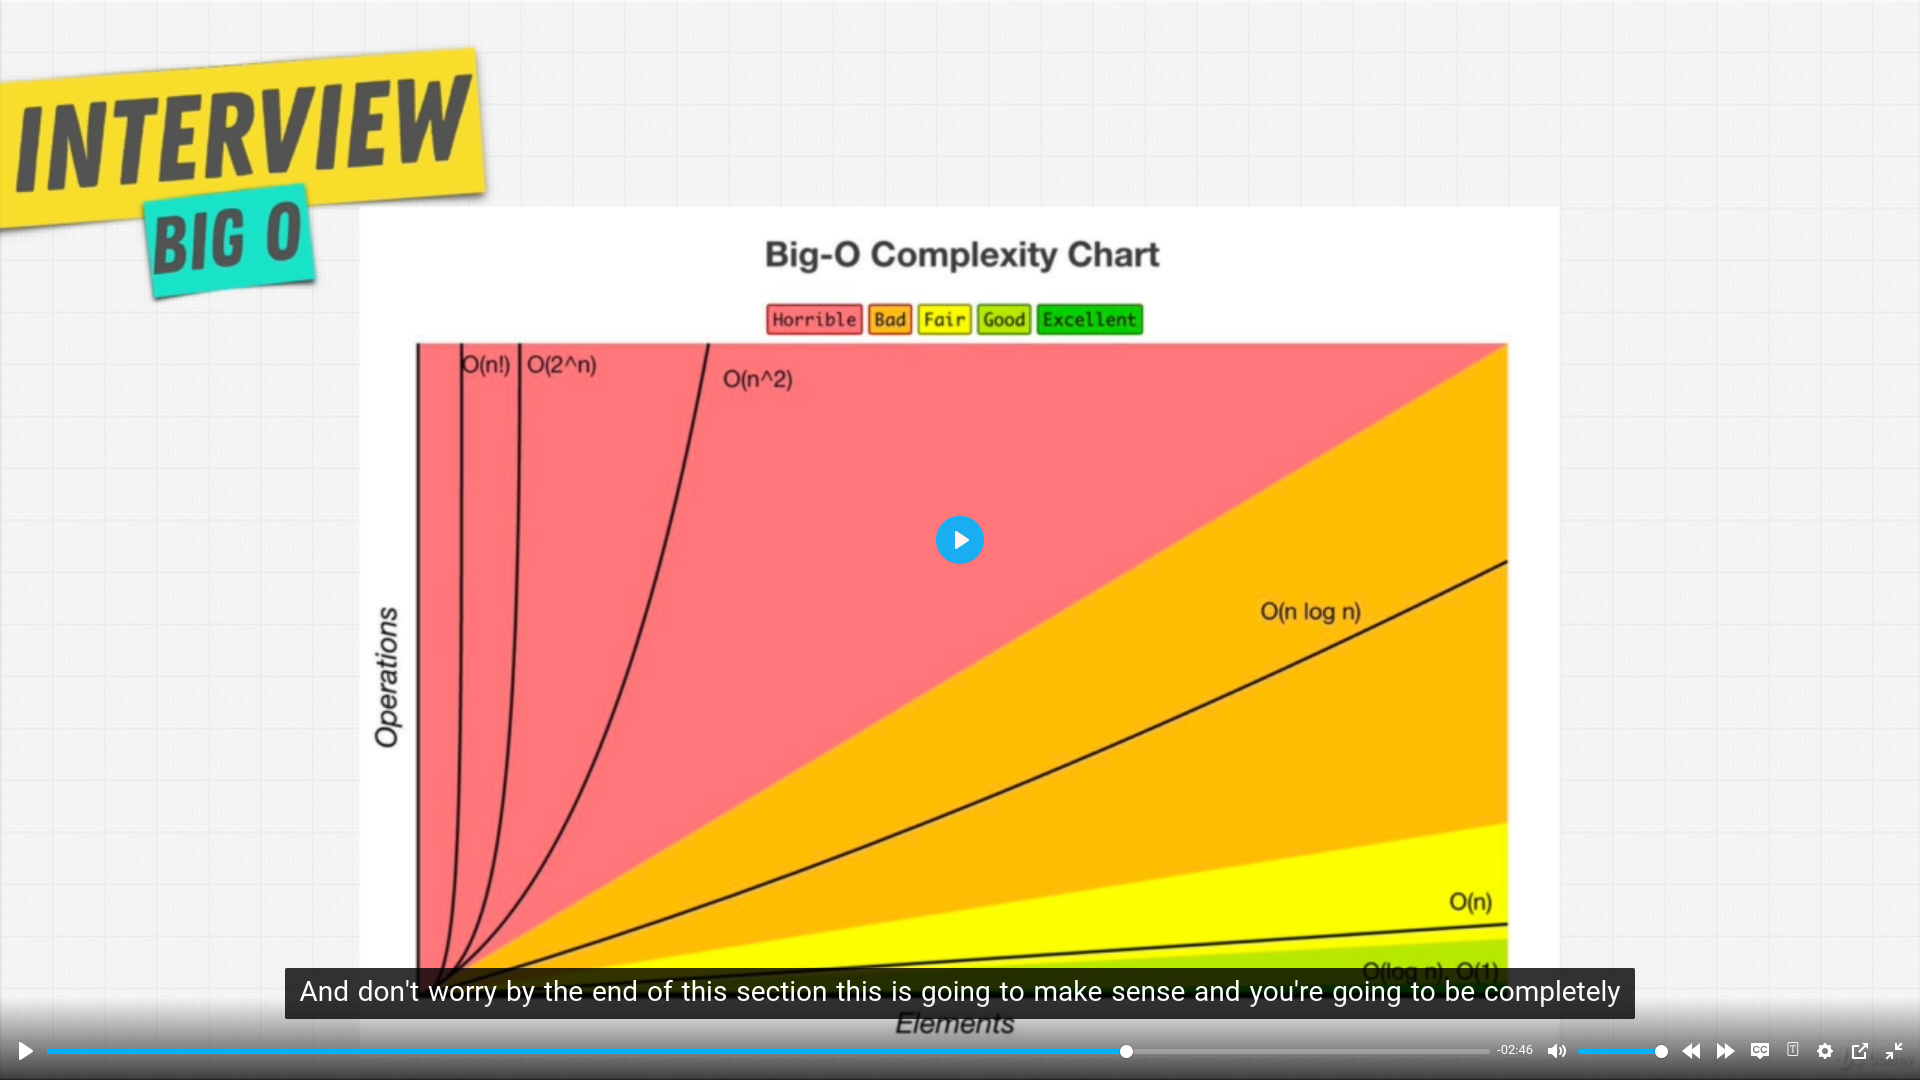 INTERVIEW
BIG O
Big-O Complexity Chart
Horrible Bad Fair Good Excellent
O(n!) O(2^n) O(n^2)
O(n log n)
Operations
O(n)
O(log n), O(1)
And don't worry by the end of this section this is going to make sense and you're going to be completely
Elements
-02:46
CC